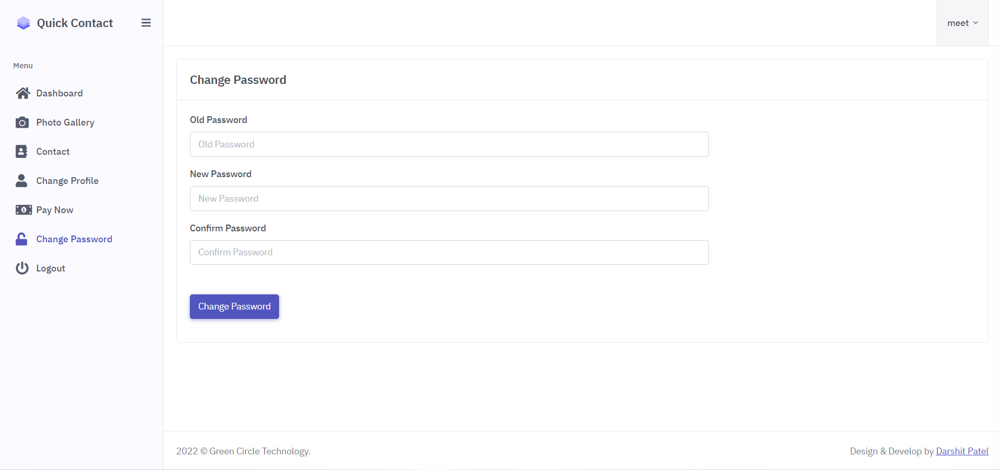 Quick Contact
meet
Menu
Dashboard
Photo Gallery
Contact
Change Profile
Pay Now
Change Password
Logout
Change Password
Old Password
Old Password
New Password
New Password
Confirm Password
Confirm Password
Change Password
2022 © Green Circle Technology.
Design & Develop by Darshit Patel